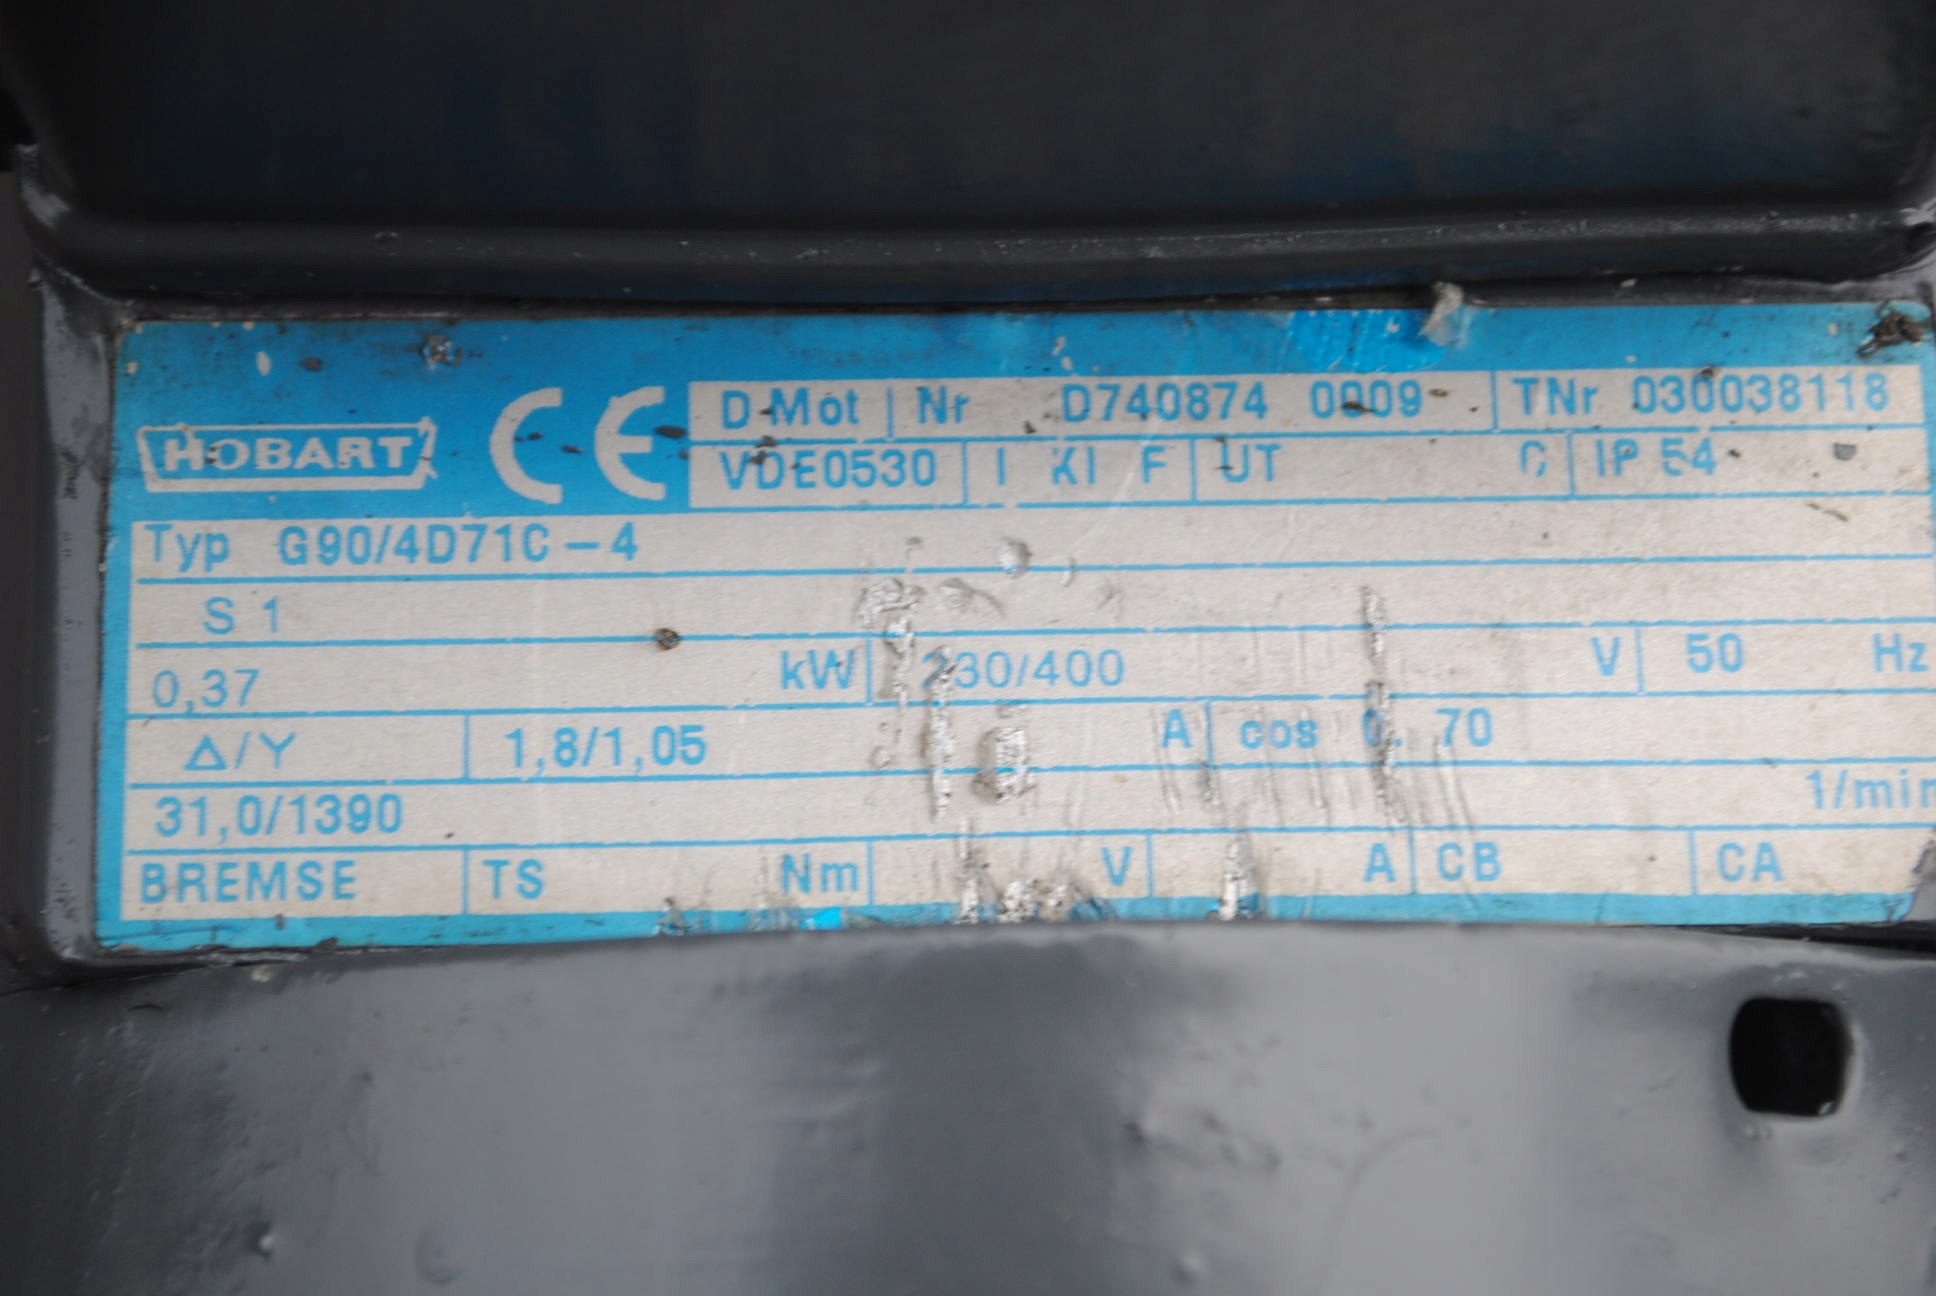 HOBART CE D-Mot Nr D740874 0009 TNr 030038118
VDE0530 I KI F UT C IP 54
Typ G90/4D71C-4
S1
0,37 kW 230/400 V 50 Hz
Δ/Y 1,8/1,05 A cos 0.70
31,0/1390 1/min
BREMSE TS Nm V A CB CA